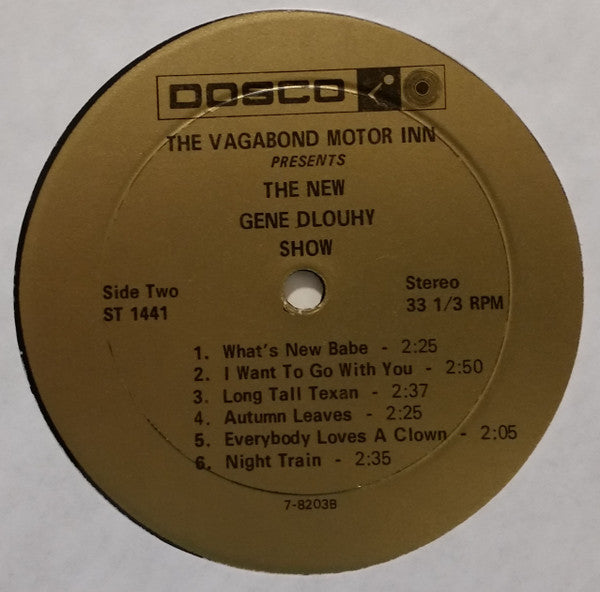 DOSCO
THE VAGABOND MOTOR INN
PRESENTS
THE NEW
GENE DLOUHY
SHOW
Side Two
ST 1441
Stereo
33 1/3 RPM
1. What's New Babe - 2:25
2. I Want To Go With You - 2:50
3. Long Tall Texan - 2:37
4. Autumn Leaves - 2:25
5. Everybody Loves A Clown - 2:05
6. Night Train - 2:35
7-8203B